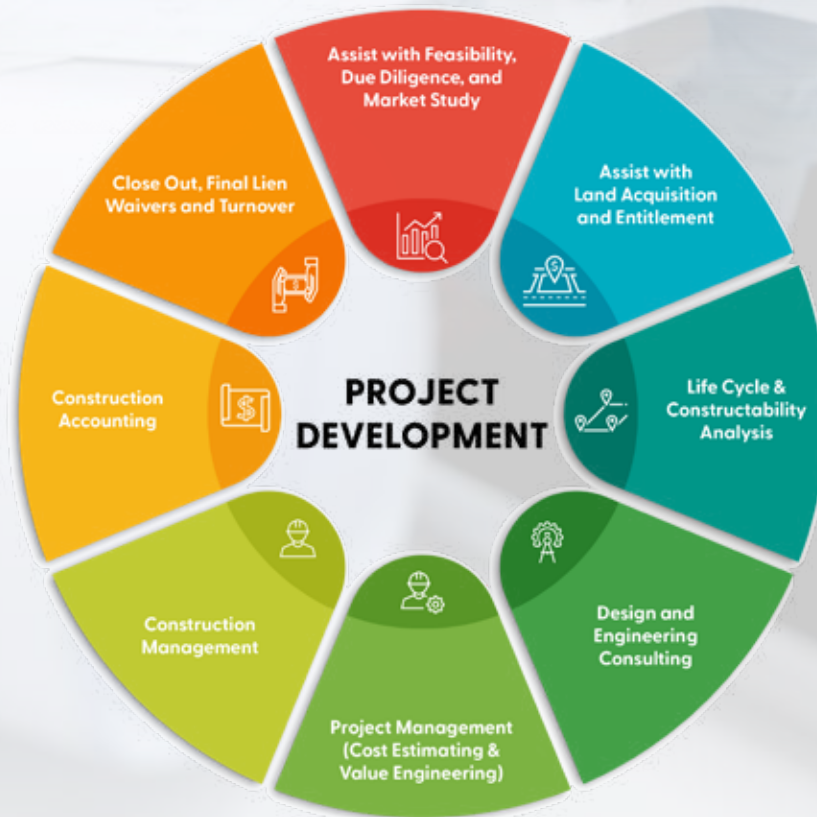 Assist with Feasibility,
Due Diligence, and
Market Study
Assist with
Land Acquisition
and Entitlement
Life Cycle &
Constructability
Analysis
Design and
Engineering
Consulting
Project Management
(Cost Estimating &
Value Engineering)
Construction
Management
Construction
Accounting
Close Out, Final Lien
Waivers and Turnover
PROJECT
DEVELOPMENT
$
$